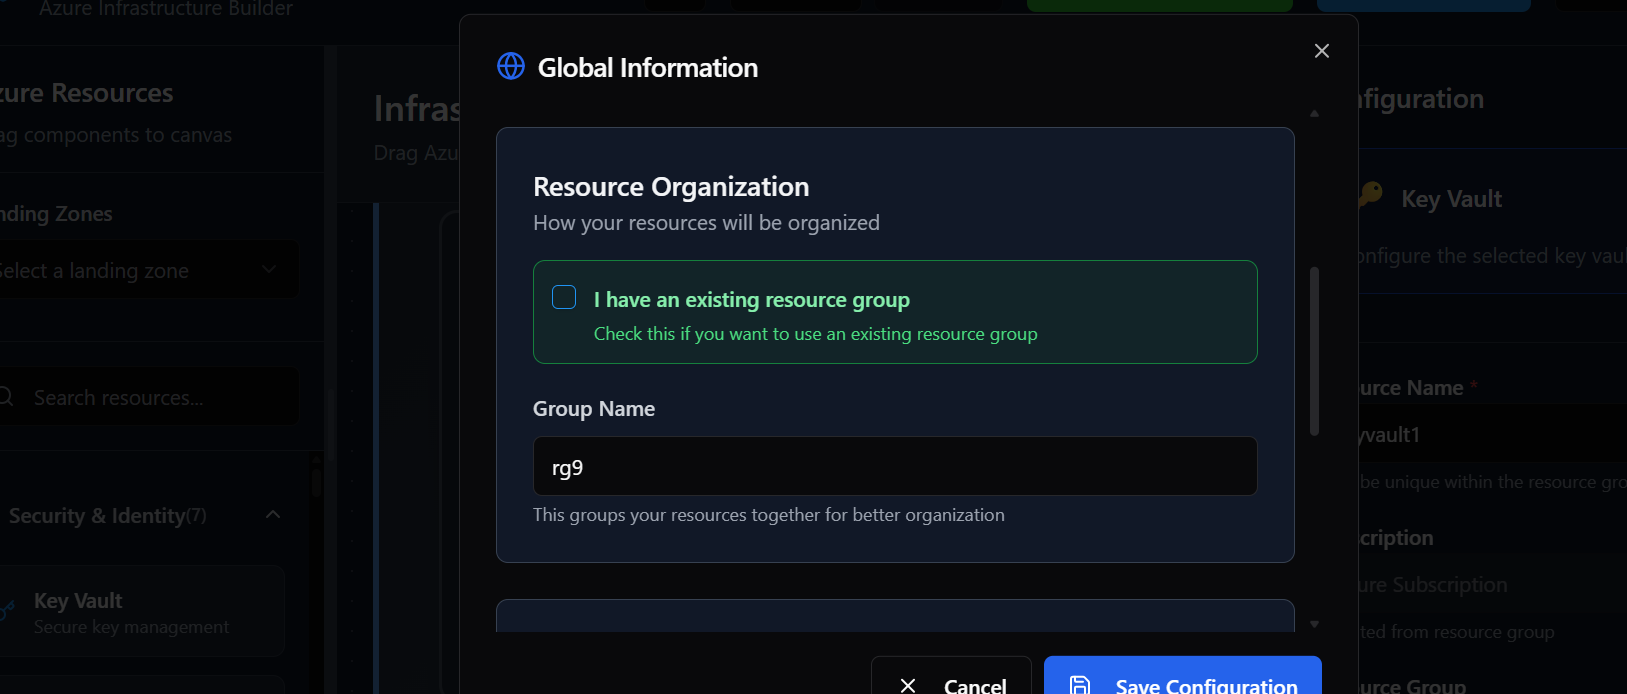 Azure Infrastructure Builder
zure Resources
ag components to canvas
nding Zones
Select a landing zone
Search resources...
Security & Identity(7)
Key Vault
Secure key management
Infras
Drag Azu
Global Information
Resource Organization
How your resources will be organized
I have an existing resource group
Check this if you want to use an existing resource group
Group Name
rg9
This groups your resources together for better organization
Cancel
Save Configuration
nfiguration
Key Vault
onfigure the selected key vau
urce Name *
yvault1
be unique within the resource gro
cription
ure Subscription
ted from resource group
urce Group